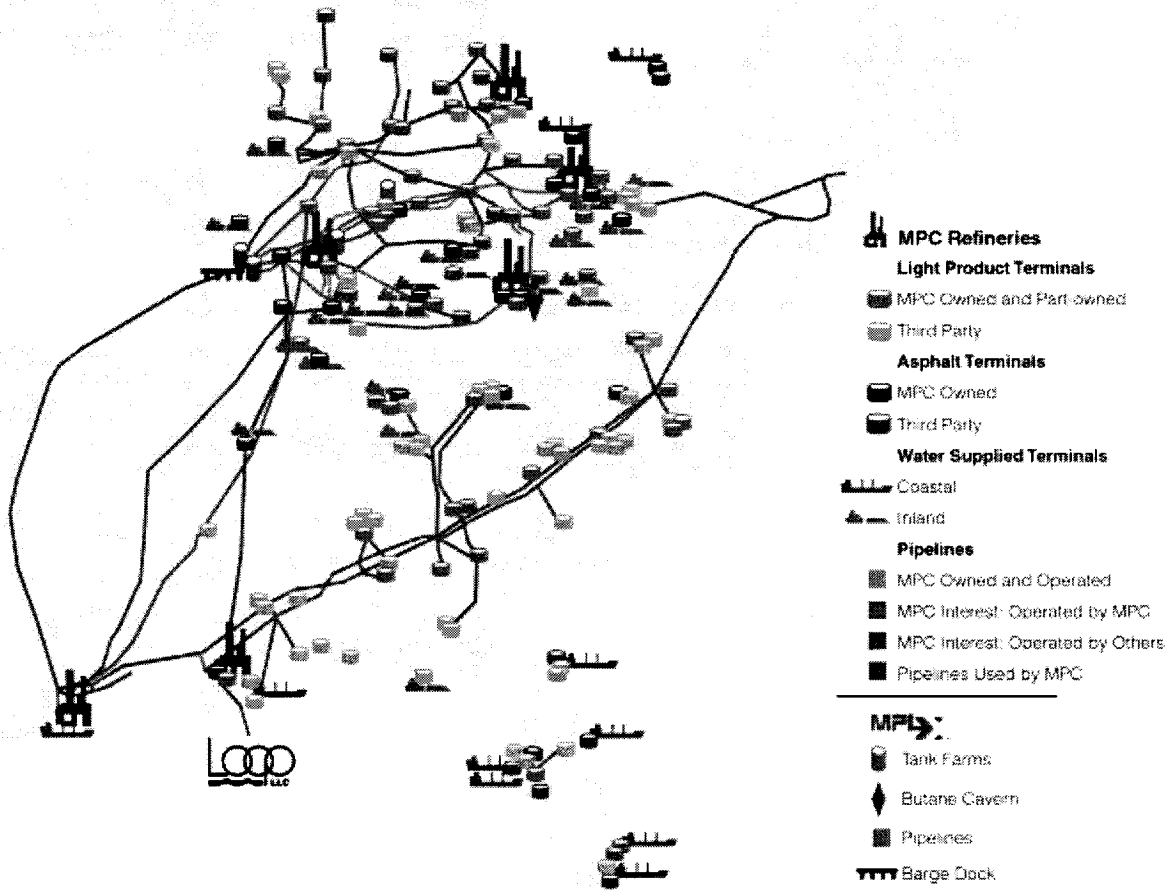 MPC Refineries
Light Product Terminals
MPC Owned and Part-owned
Third Party
Asphalt Terminals
MPC Owned
Third Party
Water Supplied Terminals
Coastal
Inland
Pipelines
MPC Owned and Operated
MPC Interest: Operated by MPC
MPC Interest: Operated by Others
Pipelines Used by MPC
MPLX
Tank Farms
Butane Cavern
Pipelines
Barge Dock
LOOP
LLC